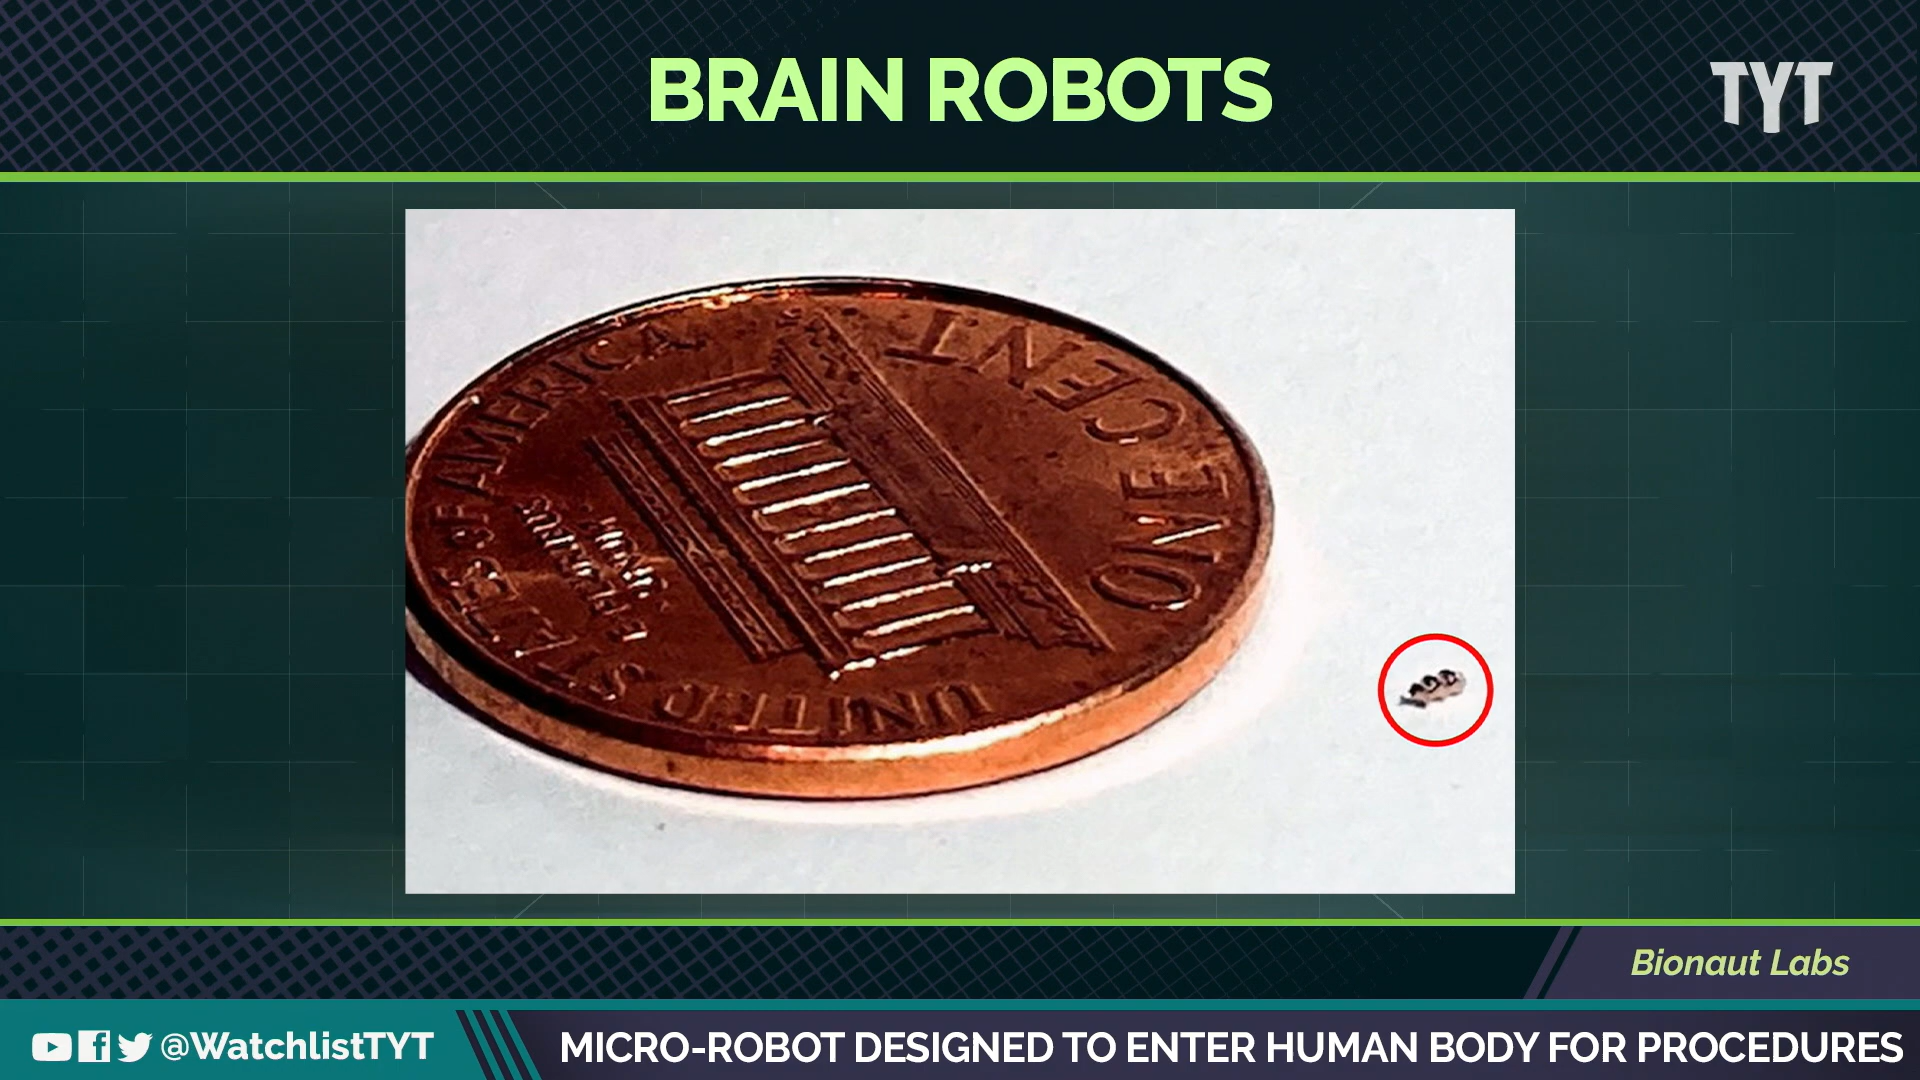 BRAIN ROBOTS
TYT
ONE CENT
UNITED STATES OF AMERICA
Bionaut Labs
@WatchlistTYT
MICRO-ROBOT DESIGNED TO ENTER HUMAN BODY FOR PROCEDURES